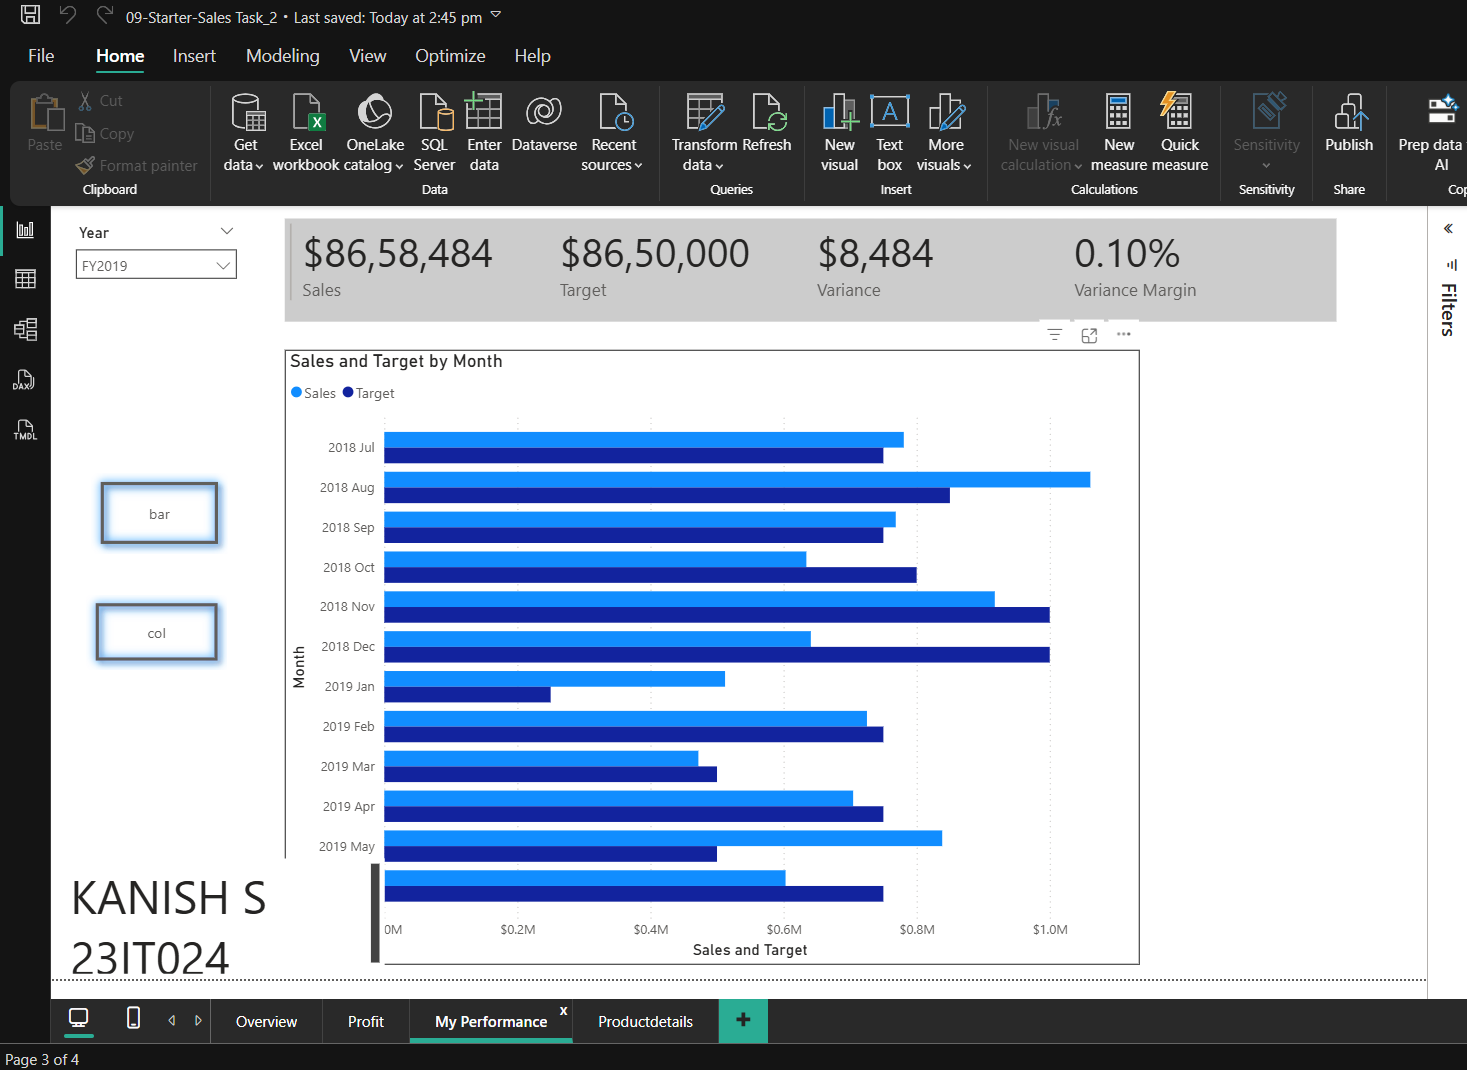 09-Starter-Sales Task_2 • Last saved: Today at 2:45 pm
File Home Insert Modeling View Optimize Help
Paste
Cut
Copy
Format painter
Clipboard
Get data
Excel workbook
OneLake catalog
SQL Server
Enter data
Dataverse
Recent sources
Data
Transform data
Refresh
Queries
New visual
Text box
More visuals
Insert
New visual calculation
New measure
Quick measure
Calculations
Sensitivity
Sensitivity
Publish
Share
Prep data
AI
Cop
DAX
TMDL
Year
FY2019
$86,58,484
Sales
$86,50,000
Target
$8,484
Variance
0.10%
Variance Margin
Filters
Sales and Target by Month
Sales Target
Month
2018 Jul
2018 Aug
2018 Sep
2018 Oct
2018 Nov
2018 Dec
2019 Jan
2019 Feb
2019 Mar
2019 Apr
2019 May
0M $0.2M $0.4M $0.6M $0.8M $1.0M
Sales and Target
bar
col
KANISH S
23IT024
Overview Profit My Performance x Productdetails
Page 3 of 4